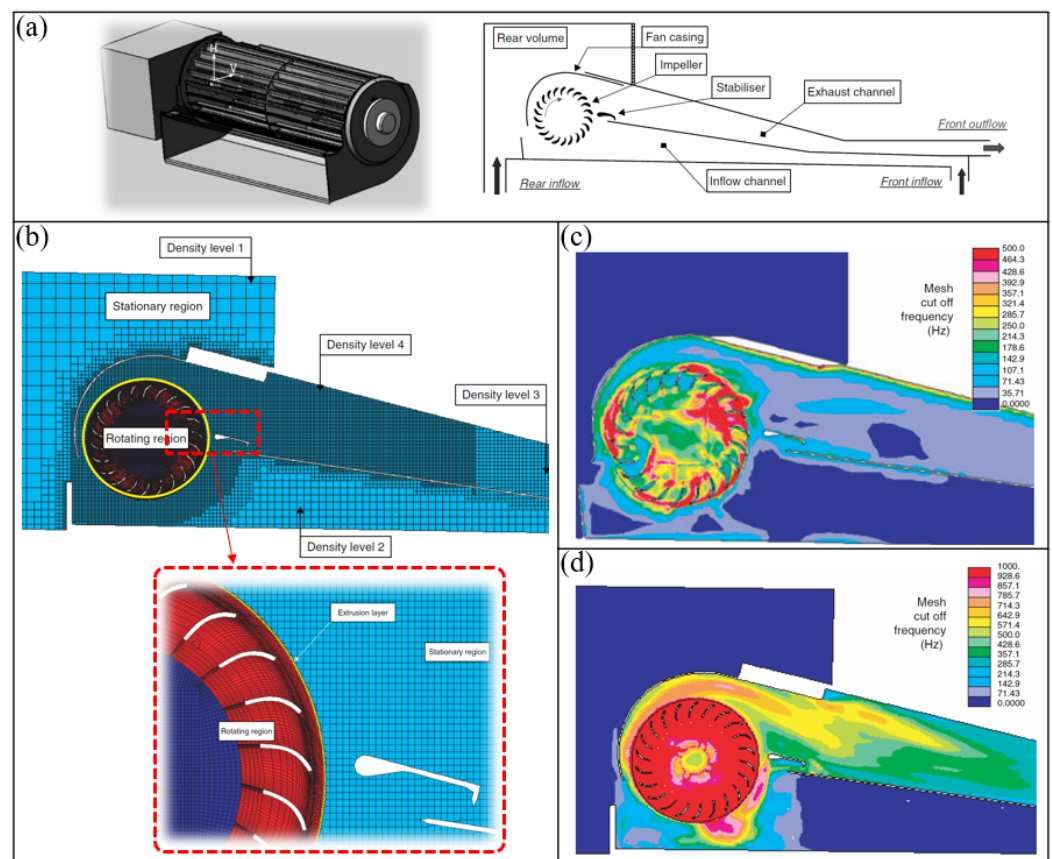 (a)
H
y
Rear volume
Fan casing
Impeller
Stabiliser
Exhaust channel
Front outflow
Rear inflow
Inflow channel
Front inflow
(b)
Density level 1
Stationary region
Density level 4
Density level 3
Rotating region
Density level 2
Extrusion layer
Stationary region
Rotating region
(c)
Mesh
cut off
frequency
(Hz)
500.0
464.3
428.6
392.9
357.1
321.4
285.7
250.0
214.3
178.6
142.9
107.1
71.43
35.71
0.0000
(d)
Mesh
cut off
frequency
(Hz)
1000.
928.6
857.1
785.7
714.3
642.9
571.4
500.0
428.6
357.1
285.7
214.3
142.9
71.43
0.0000